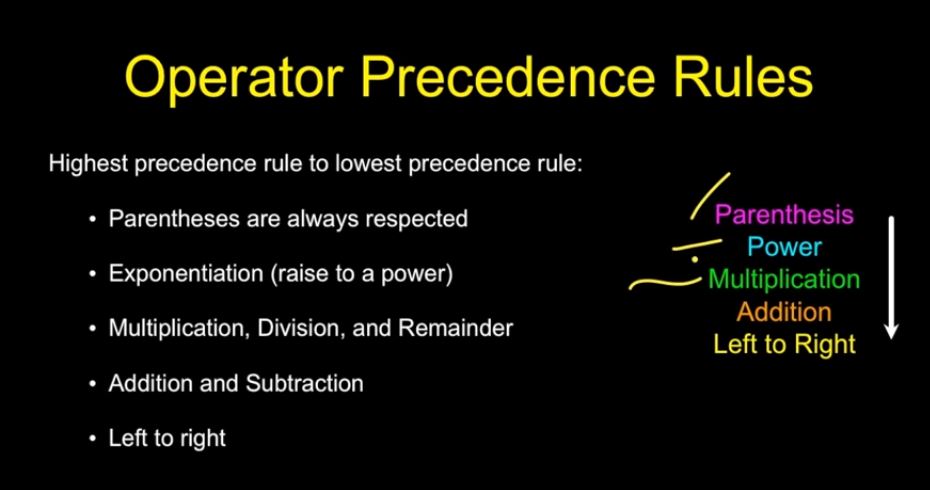 Operator Precedence Rules
Highest precedence rule to lowest precedence rule:
• Parentheses are always respected
• Exponentiation (raise to a power)
• Multiplication, Division, and Remainder
• Addition and Subtraction
• Left to right
Parenthesis
Power
Multiplication
Addition
Left to Right